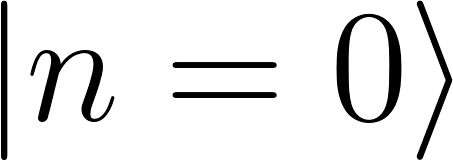 |n = 0⟩